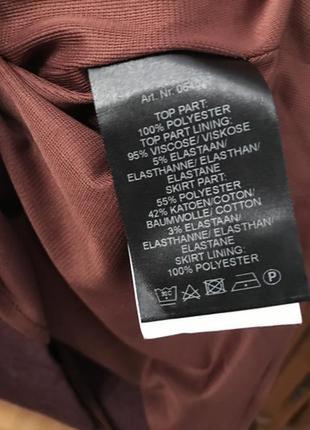 Art. Nr.
TOP PART:
100% POLYESTER
TOP PART LINING:
95% VISCOSE/ VISKOSE
5% ELASTAAN/
ELASTHANNE/ ELASTHAN/
ELASTANE
SKIRT PART:
55% POLYESTER
42% KATOEN/COTON/
BAUMWOLLE / COTTON
3% ELASTAAN/
ELASTHANNE/ ELASTHAN/
ELASTANE
SKIRT LINING:
100% POLYESTER
P